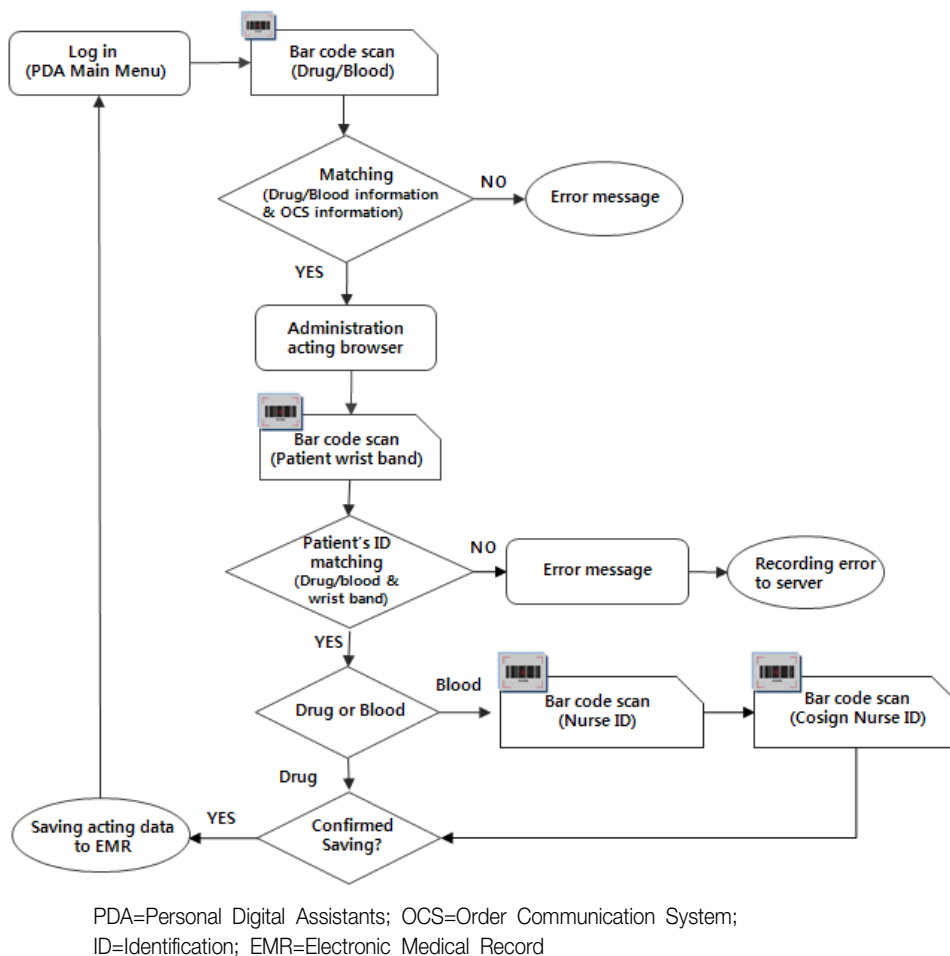 Log in
(PDA Main Menu)
Bar code scan
(Drug/Blood)
Matching
(Drug/Blood information
& OCS information)
NO
Error message
YES
Administration
acting browser
Bar code scan
(Patient wrist band)
Patient's ID
matching
(Drug/blood &
wrist band)
NO
Error message
Recording error
to server
YES
Drug or Blood
Blood
Bar code scan
(Nurse ID)
Bar code scan
(Cosign Nurse ID)
Drug
Confirmed
Saving?
YES
Saving acting data
to EMR
PDA=Personal Digital Assistants; OCS=Order Communication System;
ID=Identification; EMR=Electronic Medical Record